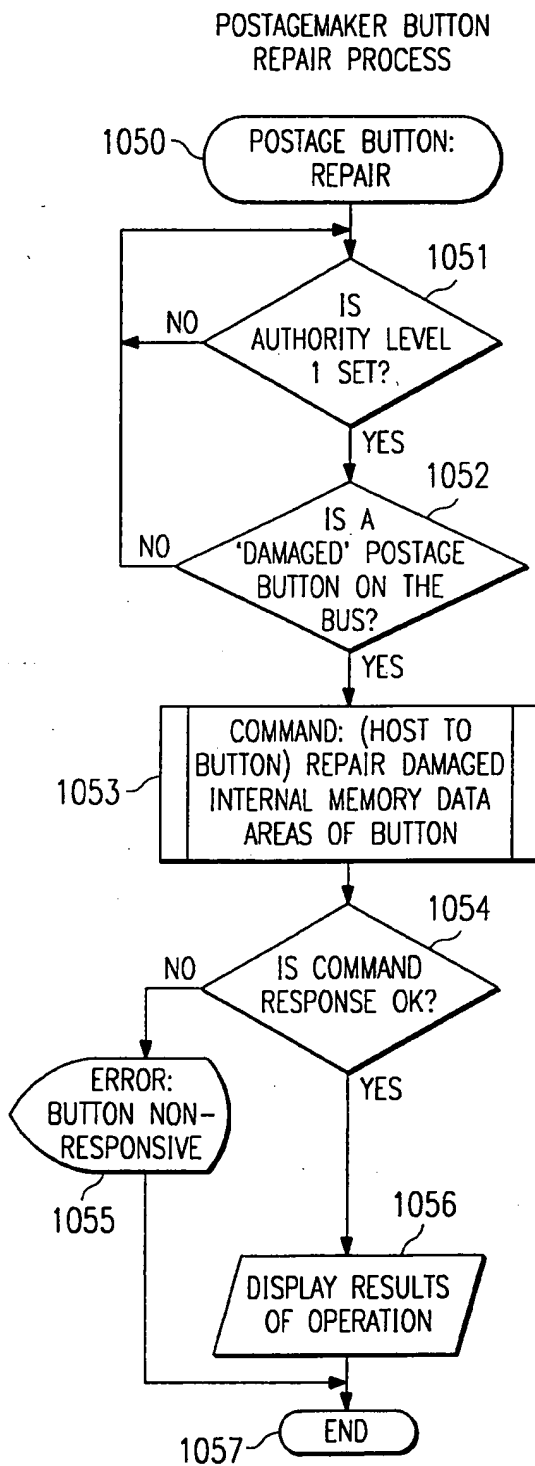 POSTAGEMAKER BUTTON
REPAIR PROCESS
1050
POSTAGE BUTTON:
REPAIR
1051
IS
AUTHORITY LEVEL
1 SET?
NO
YES
1052
IS A
'DAMAGED' POSTAGE
BUTTON ON THE
BUS?
NO
YES
1053
COMMAND: (HOST TO
BUTTON) REPAIR DAMAGED
INTERNAL MEMORY DATA
AREAS OF BUTTON
1054
IS COMMAND
RESPONSE OK?
NO
YES
ERROR:
BUTTON NON-
RESPONSIVE
1055
1056
DISPLAY RESULTS
OF OPERATION
END
1057